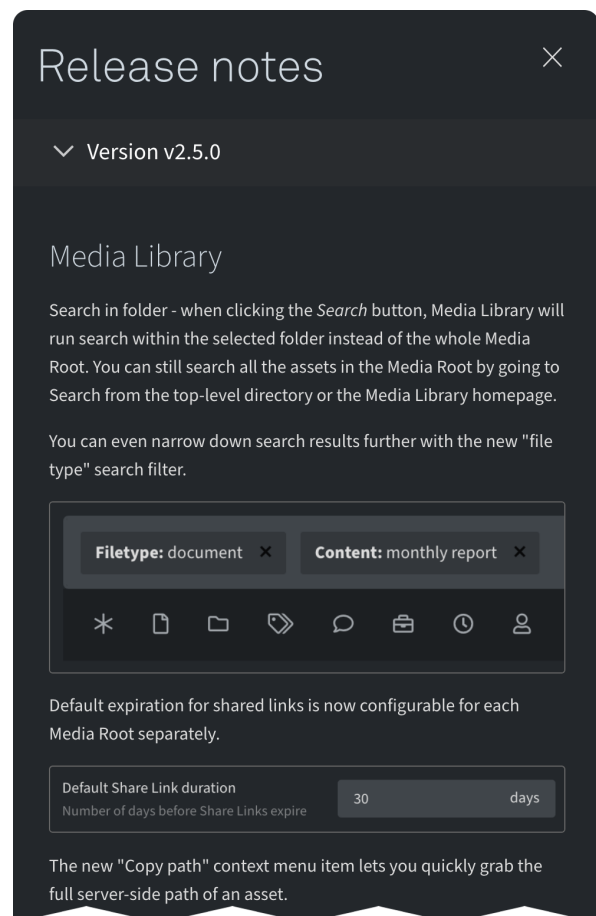 Release notes
Version v2.5.0
Media Library
Search in folder - when clicking the Search button, Media Library will
run search within the selected folder instead of the whole Media
Root. You can still search all the assets in the Media Root by going to
Search from the top-level directory or the Media Library homepage.
You can even narrow down search results further with the new "file
type" search filter.
Filetype: document × Content: monthly report ×
Default expiration for shared links is now configurable for each
Media Root separately.
Default Share Link duration
Number of days before Share Links expire
30 days
The new "Copy path" context menu item lets you quickly grab the
full server-side path of an asset.